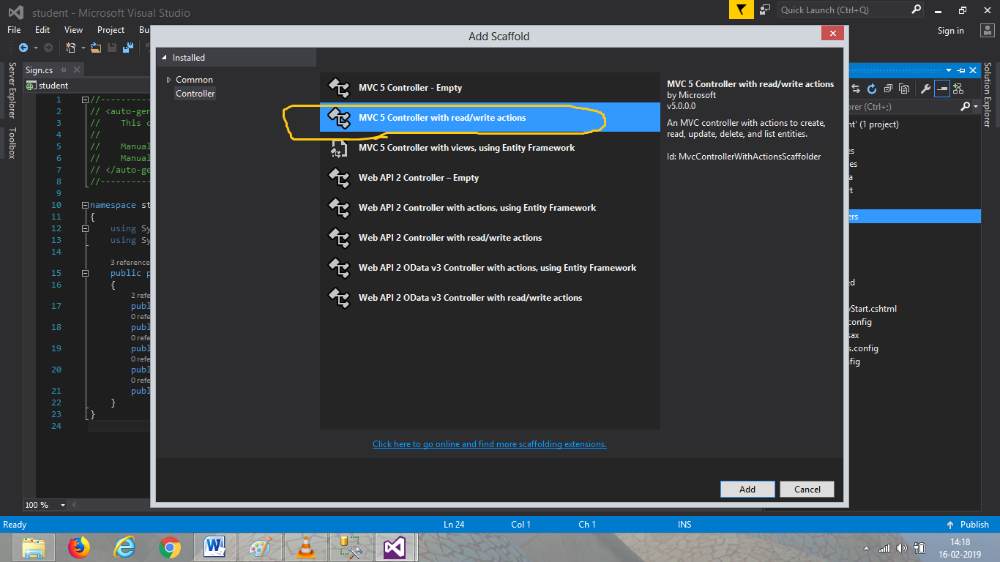 student - Microsoft Visual Studio
Quick Launch (Ctrl+Q)
File Edit View Project Bu
Sign in
Add Scaffold
Installed
Common
Controller
MVC 5 Controller - Empty
MVC 5 Controller with read/write actions
MVC 5 Controller with views, using Entity Framework
Web API 2 Controller – Empty
Web API 2 Controller with actions, using Entity Framework
Web API 2 Controller with read/write actions
Web API 2 OData v3 Controller with actions, using Entity Framework
Web API 2 OData v3 Controller with read/write actions
MVC 5 Controller with read/write actions
by Microsoft
v5.0.0.0
An MVC controller with actions to create,
read, update, delete, and list entities.
Id: MvcControllerWithActionsScaffolder
Click here to go online and find more scaffolding extensions.
Add Cancel
Server Explorer
Toolbox
Sign.cs
student
1 //----------
2 // <auto-gen
3 // This c
4 //
5 // Manual
6 // Manual
7 // </auto-ge
8 //----------
9
10 namespace st
11 {
12 using Sy
13 using Sy
14
3 reference
15 public p
16 {
2 refe
17 publ
0 refe
18 publ
0 refe
19 publ
0 refe
20 publ
0 refe
21 publ
22 }
23 }
24
100 %
Solution Explorer
orer (Ctrl+;)
t' (1 project)
es
es
a
rt
ers
ed
yStart.cshtml
config
sax
s.config
fig
Ready Ln 24 Col 1 Ch 1 INS Publish
14:18
16-02-2019